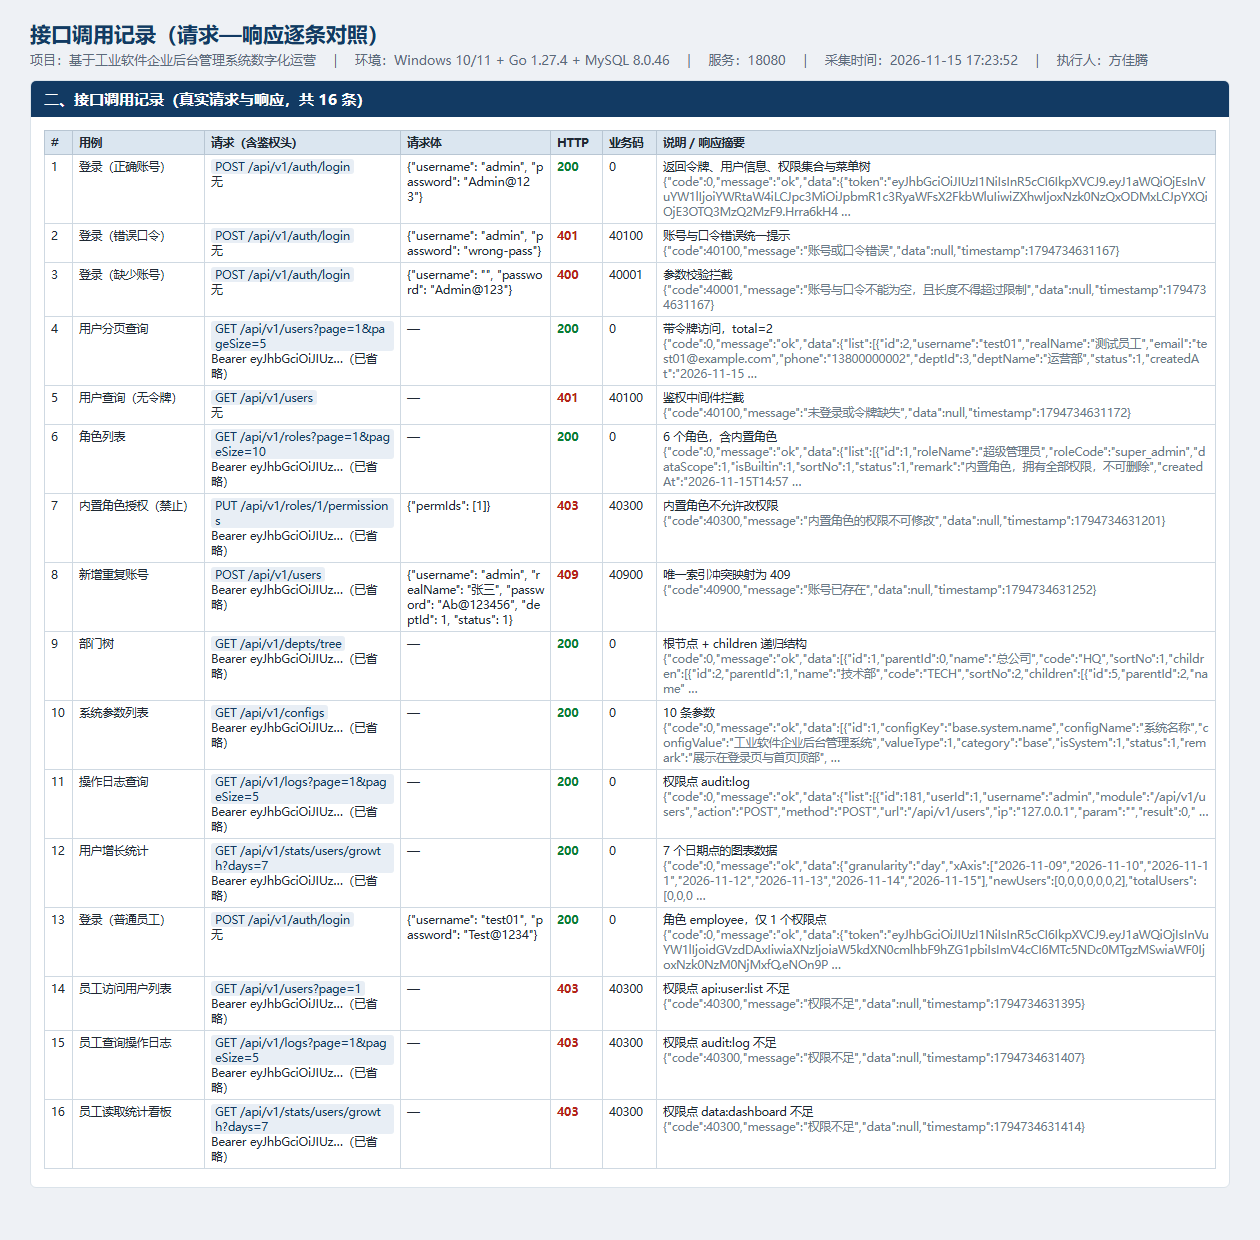 接口调用记录（请求—响应逐条对照）
项目：基于工业软件企业后台管理系统数字化运营 | 环境：Windows 10/11 + Go 1.27.4 + MySQL 8.0.46 | 服务：18080 | 采集时间：2026-11-15 17:23:52 | 执行人：方佳腾
二、接口调用记录（真实请求与响应，共 16 条）
# 用例 请求（含鉴权头） 请求体 HTTP 业务码 说明 / 响应摘要
1 登录（正确账号） POST /api/v1/auth/login {"username": "admin", "p 200 0 返回令牌、用户信息、权限集合与菜单树
无 assword": "Admin@12 {"code":0,"message":"ok","data":{"token":"eyJhbGciOiJIUzI1NiIsInR5cCI6IkpXVCJ9.eyJ1aWQiOjEsInV
3"} uYW1lIjoiYWRtaW4iLCJpc3MiOiJpbmR1c3RyaWFsX2FkbWluIiwiZXhwIjoxNzk0NzQxODMxLCJpYXQi
OjE3OTQ3MzQ2MzF9.Hrra6kH4 ...
2 登录（错误口令） POST /api/v1/auth/login {"username": "admin", "p 401 40100 账号与口令错误统一提示
无 assword": "wrong-pass"} {"code":40100,"message":"账号或口令错误","data":null,"timestamp":1794734631167}
3 登录（缺少账号） POST /api/v1/auth/login {"username": "", "passwo 400 40001 参数校验拦截
无 rd": "Admin@123"} {"code":40001,"message":"账号与口令不能为空，且长度不得超过限制","data":null,"timestamp":179473
4631167}
4 用户分页查询 GET /api/v1/users?page=1&pa — 200 0 带令牌访问，total=2
geSize=5 {"code":0,"message":"ok","data":{"list":[{"id":2,"username":"test01","realName":"测试员工","email":"te
Bearer eyJhbGciOiJIUz...（已省 st01@example.com","phone":"13800000002","deptId":3,"deptName":"运营部","status":1,"createdA
略） t":"2026-11-15 ...
5 用户查询（无令牌） GET /api/v1/users — 401 40100 鉴权中间件拦截
无 {"code":40100,"message":"未登录或令牌缺失","data":null,"timestamp":1794734631172}
6 角色列表 GET /api/v1/roles?page=1&pag — 200 0 6 个角色，含内置角色
eSize=10 {"code":0,"message":"ok","data":{"list":[{"id":1,"roleName":"超级管理员","roleCode":"super_admin","d
Bearer eyJhbGciOiJIUz...（已省 ataScope":1,"isBuiltin":1,"sortNo":1,"status":1,"remark":"内置角色，拥有全部权限，不可删除","created
略） At":"2026-11-15T14:57 ...
7 内置角色授权（禁止） PUT /api/v1/roles/1/permission {"permIds": [1]} 403 40300 内置角色不允许改权限
s {"code":40300,"message":"内置角色的权限不可修改","data":null,"timestamp":1794734631201}
Bearer eyJhbGciOiJIUz...（已省
略）
8 新增重复账号 POST /api/v1/users {"username": "admin", "r 409 40900 唯一索引冲突映射为 409
Bearer eyJhbGciOiJIUz...（已省 ealName": "张三", "passw {"code":40900,"message":"账号已存在","data":null,"timestamp":1794734631252}
略） ord": "Ab@123456", "de
ptId": 1, "status": 1}
9 部门树 GET /api/v1/depts/tree — 200 0 根节点 + children 递归结构
Bearer eyJhbGciOiJIUz...（已省 {"code":0,"message":"ok","data":[{"id":1,"parentId":0,"name":"总公司","code":"HQ","sortNo":1,"childr
略） en":[{"id":2,"parentId":1,"name":"技术部","code":"TECH","sortNo":2,"children":[{"id":5,"parentId":2,"na
me" ...
10 系统参数列表 GET /api/v1/configs — 200 0 10 条参数
Bearer eyJhbGciOiJIUz...（已省 {"code":0,"message":"ok","data":[{"id":1,"configKey":"base.system.name","configName":"系统名称","c
略） onfigValue":"工业软件企业后台管理系统","valueType":1,"category":"base","isSystem":1,"status":1,"rem
ark":"展示在登录页与首页顶部", ...
11 操作日志查询 GET /api/v1/logs?page=1&pag — 200 0 权限点 audit:log
eSize=5 {"code":0,"message":"ok","data":{"list":[{"id":181,"userId":1,"username":"admin","module":"/api/v1/u
Bearer eyJhbGciOiJIUz...（已省 sers","action":"POST","method":"POST","url":"/api/v1/users","ip":"127.0.0.1","param":"","result":0," ...
略）
12 用户增长统计 GET /api/v1/stats/users/growt — 200 0 7 个日期点的图表数据
h?days=7 {"code":0,"message":"ok","data":{"granularity":"day","xAxis":["2026-11-09","2026-11-10","2026-11-1
Bearer eyJhbGciOiJIUz...（已省 1","2026-11-12","2026-11-13","2026-11-14","2026-11-15"],"newUsers":[0,0,0,0,0,0,2],"totalUsers":
略） [0,0,0 ...
13 登录（普通员工） POST /api/v1/auth/login {"username": "test01", "p 200 0 角色 employee，仅 1 个权限点
无 assword": "Test@1234"} {"code":0,"message":"ok","data":{"token":"eyJhbGciOiJIUzI1NiIsInR5cCI6IkpXVCJ9.eyJ1aWQiOjIsInVu
YW1lIjoidGVzdDAxIiwiaXNzIjoiaW5kdXN0cmlhbF9hZG1pbiIsImV4cCI6MTc5NDc0MTgzMSwiaWF0Ij
oxNzk0NzM0NjMxfQ.eNOn9P ...
14 员工访问用户列表 GET /api/v1/users?page=1 — 403 40300 权限点 api:user:list 不足
Bearer eyJhbGciOiJIUz...（已省 {"code":40300,"message":"权限不足","data":null,"timestamp":1794734631395}
略）
15 员工查询操作日志 GET /api/v1/logs?page=1&pag — 403 40300 权限点 audit:log 不足
eSize=5 {"code":40300,"message":"权限不足","data":null,"timestamp":1794734631407}
Bearer eyJhbGciOiJIUz...（已省
略）
16 员工读取统计看板 GET /api/v1/stats/users/growt — 403 40300 权限点 data:dashboard 不足
h?days=7 {"code":40300,"message":"权限不足","data":null,"timestamp":1794734631414}
Bearer eyJhbGciOiJIUz...（已省
略）